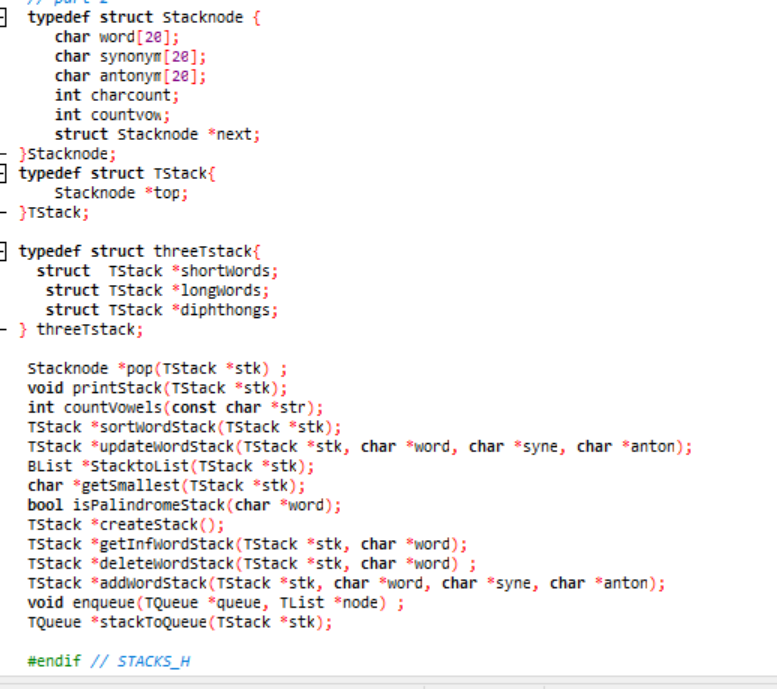 // part 2
typedef struct Stacknode {
char word[20];
char synonym[20];
char antonym[20];
int charcount;
int countvow;
struct Stacknode *next;
}Stacknode;
typedef struct TStack{
Stacknode *top;
}TStack;
typedef struct threeTstack{
struct  TStack *shortWords;
struct TStack *longWords;
struct TStack *diphthongs;
} threeTstack;
Stacknode *pop(TStack *stk) ;
void printStack(TStack *stk);
int countVowels(const char *str);
TStack *sortWordStack(TStack *stk);
TStack *updateWordStack(TStack *stk, char *word, char *syne, char *anton);
BList *StacktoList(TStack *stk);
char *getSmallest(TStack *stk);
bool isPalindromeStack(char *word);
TStack *createStack();
TStack *getInfWordStack(TStack *stk, char *word);
TStack *deleteWordStack(TStack *stk, char *word) ;
TStack *addWordStack(TStack *stk, char *word, char *syne, char *anton);
void enqueue(TQueue *queue, TList *node) ;
TQueue *stackToQueue(TStack *stk);
#endif // STACKS_H